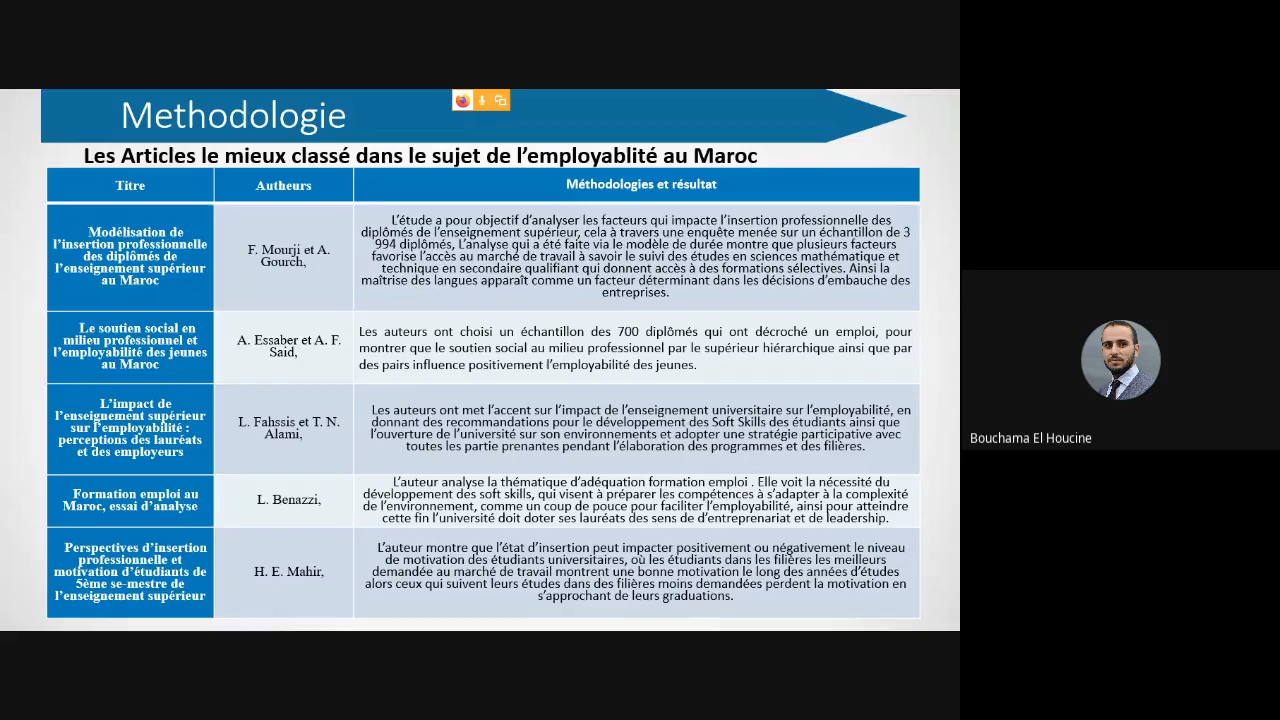 Methodologie
Les Articles le mieux classé dans le sujet de l’employablité au Maroc
Titre
Autheurs
Méthodologies et résultat
Modélisation de
l’insertion professionnelle
des diplômés de
l’enseignement supérieur
au Maroc
F. Mourji et A.
Gourch,
L’étude a pour objectif d’analyser les facteurs qui impacte l’insertion professionnelle des
diplômés de l’enseignement supérieur, cela à travers une enquête menée sur un échantillon de 3
994 diplômés, L’analyse qui a été faite via le modèle de durée montre que plusieurs facteurs
favorise l’accès au marché de travail à savoir le suivi des études en sciences mathématique et
technique en secondaire qualifiant qui donnent accès à des formations sélectives. Ainsi la
maîtrise des langues apparaît comme un facteur déterminant dans les décisions d’embauche des
entreprises.
Le soutien social en
milieu professionnel et
l’employabilité des jeunes
au Maroc
A. Essaber et A. F.
Said,
Les auteurs ont choisi un échantillon des 700 diplômés qui ont décroché un emploi, pour
montrer que le soutien social au milieu professionnel par le supérieur hiérarchique ainsi que par
des pairs influence positivement l’employabilité des jeunes.
L’impact de
l’enseignement supérieur
sur l’employabilité :
perceptions des lauréats
et des employeurs
L. Fahssis et T. N.
Alami,
Les auteurs ont met l’accent sur l’impact de l’enseignement universitaire sur l’employabilité, en
donnant des recommandations pour le développement des Soft Skills des étudiants ainsi que
l’ouverture de l’université sur son environnements et adopter une stratégie participative avec
toutes les partie prenantes pendant l’élaboration des programmes et des filières.
Formation emploi au
Maroc, essai d’analyse
L. Benazzi,
L’auteur analyse la thématique d’adéquation formation emploi . Elle voit la nécessité du
développement des soft skills, qui visent à préparer les compétences à s’adapter à la complexité
de l’environnement, comme un coup de pouce pour faciliter l’employabilité, ainsi pour atteindre
cette fin l’université doit doter ses lauréats des sens de d’entreprenariat et de leadership.
Perspectives d’insertion
professionnelle et
motivation d’étudiants de
5ème se-mestre de
l’enseignement supérieur
H. E. Mahir,
L’auteur montre que l’état d’insertion peut impacter positivement ou négativement le niveau
de motivation des étudiants universitaires, où les étudiants dans les filières les meilleurs
demandée au marché de travail montrent une bonne motivation le long des années d’études
alors ceux qui suivent leurs études dans des filières moins demandées perdent la motivation en
s’approchant de leurs graduations.
Bouchama El Houcine